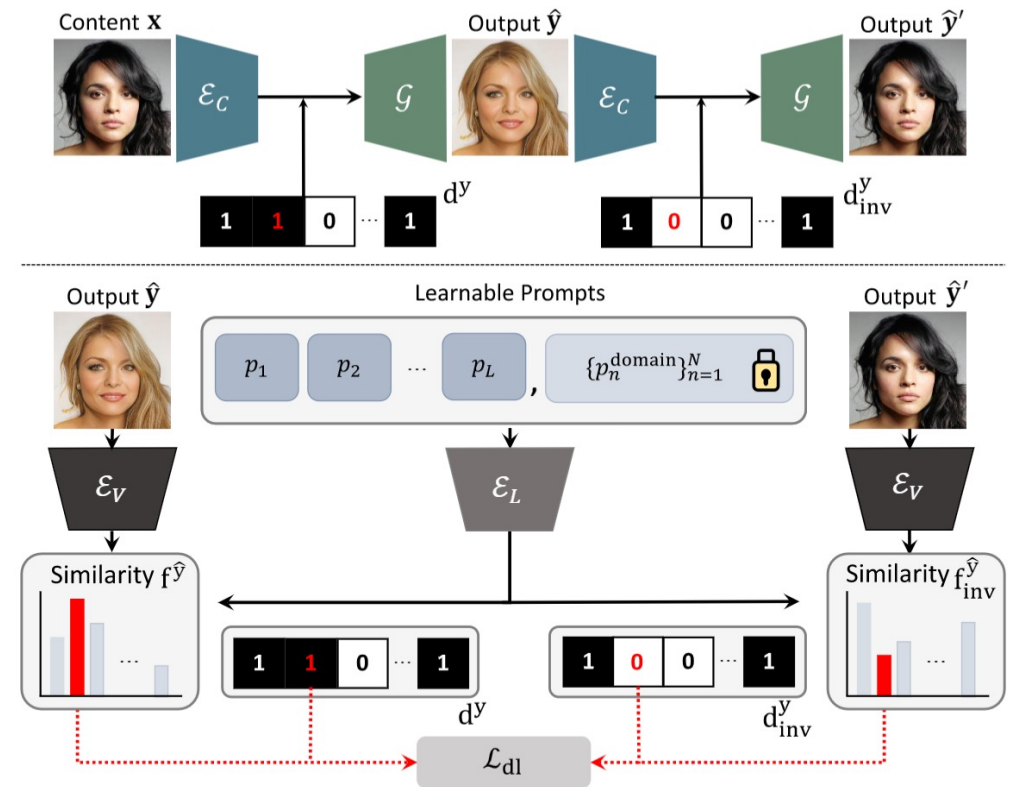 Content x
Output ŷ
Output ŷ′
ℰ_C
𝒢
ℰ_C
𝒢
1 1 0 ... 1
d^y
1 0 0 ... 1
d^y_inv
Output ŷ
Learnable Prompts
Output ŷ′
p_1 p_2 ... p_L , {p_n^domain}_{n=1}^N
ℰ_V
ℰ_L
ℰ_V
Similarity f^ŷ
...
Similarity f^ŷ_inv
...
1 1 0 ... 1
d^y
1 0 0 ... 1
d^y_inv
ℒ_dl